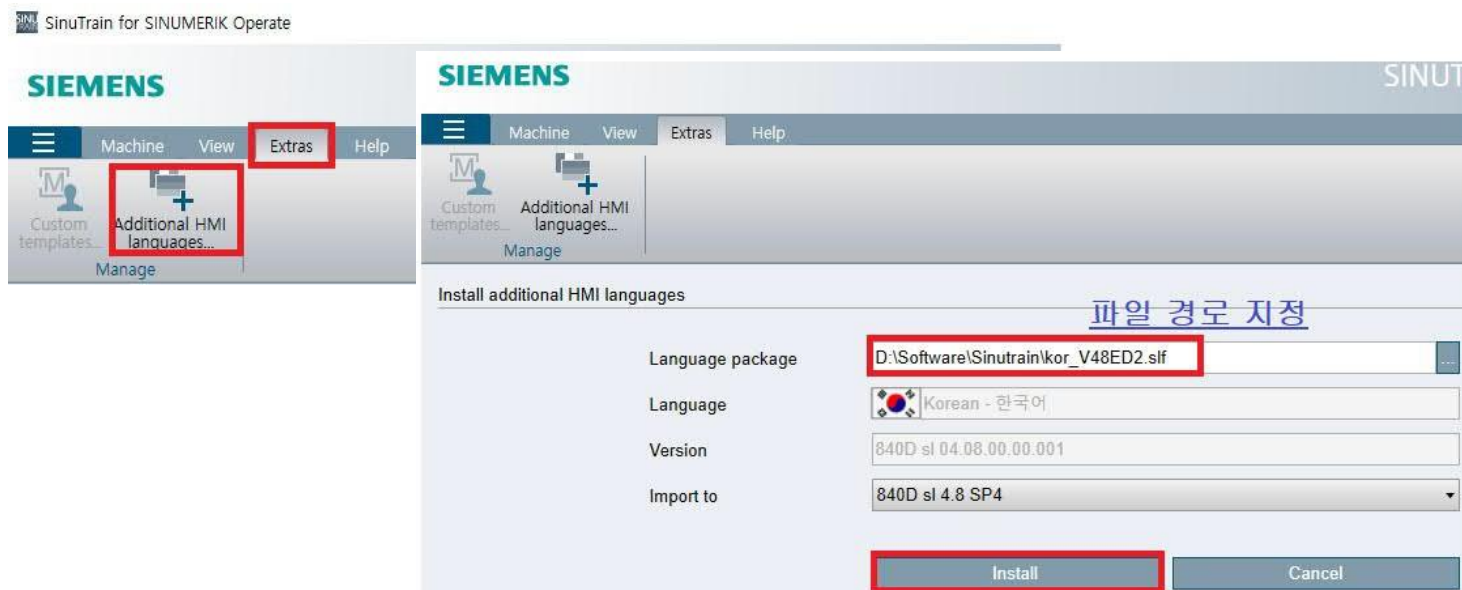 SinuTrain for SINUMERIK Operate
SIEMENS
Machine View Extras Help
Custom templates...
Additional HMI languages...
Manage
SIEMENS
SINUT
Machine View Extras Help
Custom templates...
Additional HMI languages...
Manage
Install additional HMI languages
파일 경로 지정
Language package D:\Software\Sinutrain\kor_V48ED2.slf ...
Language Korean - 한국어
Version 840D sl 04.08.00.00.001
Import to 840D sl 4.8 SP4
Install Cancel